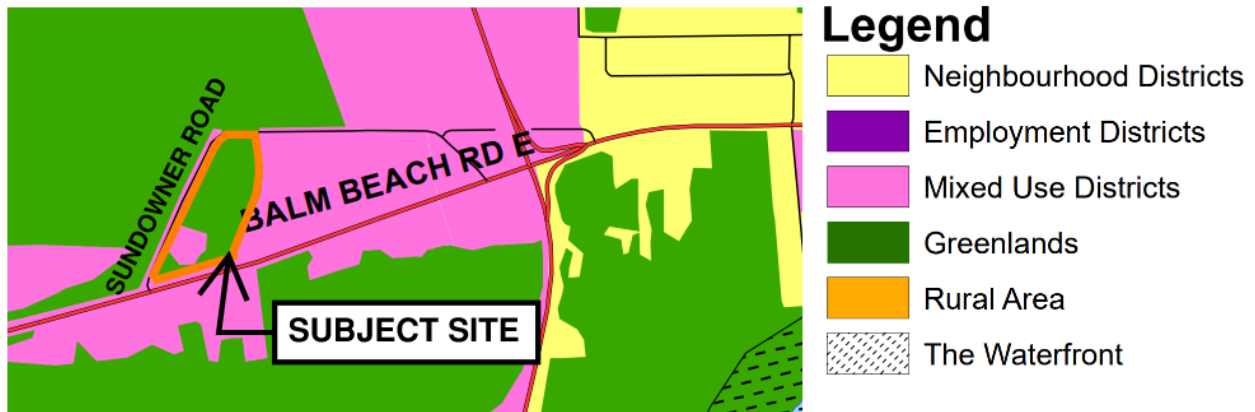 SUNDOWNER ROAD
BALM BEACH RD E
SUBJECT SITE
Legend
Neighbourhood Districts
Employment Districts
Mixed Use Districts
Greenlands
Rural Area
The Waterfront